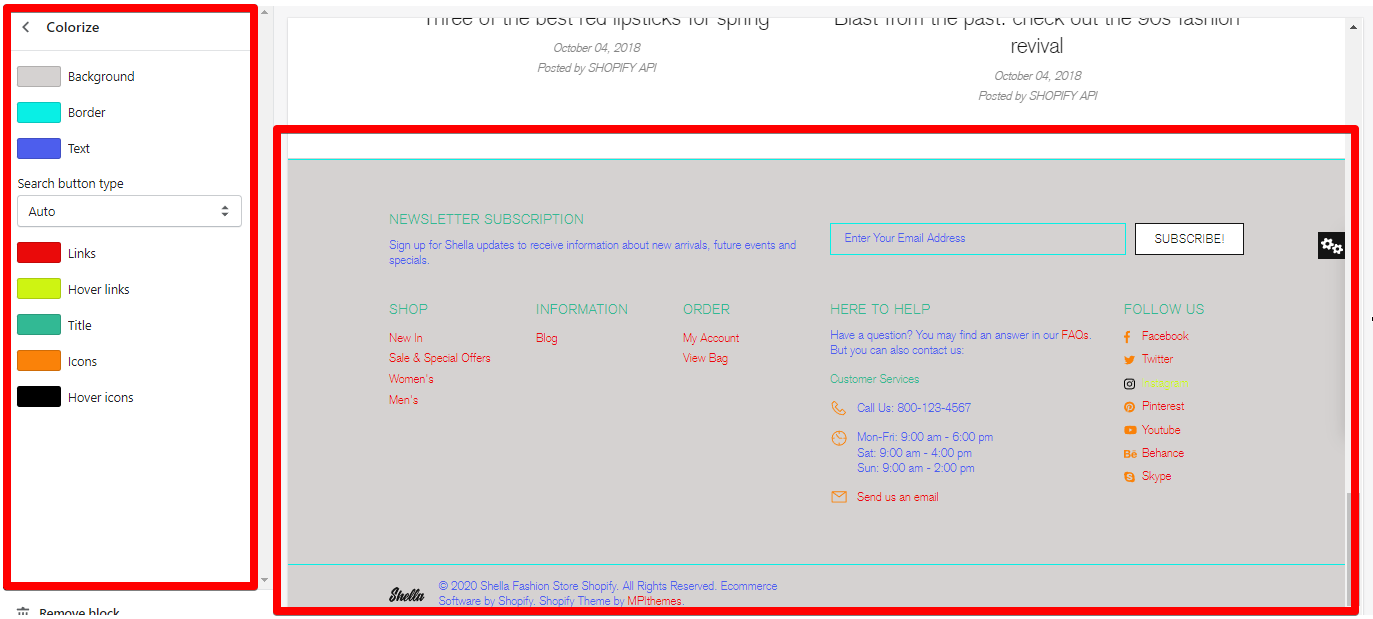 Colorize
Background
Border
Text
Search button type
Auto
Links
Hover links
Title
Icons
Hover icons
Remove block
Three of the best red lipsticks for spring
October 04, 2018
Posted by SHOPIFY API
Blast from the past: check out the 90s fashion
revival
October 04, 2018
Posted by SHOPIFY API
NEWSLETTER SUBSCRIPTION
Sign up for Shella updates to receive information about new arrivals, future events and
specials.
Enter Your Email Address
SUBSCRIBE!
SHOP
New In
Sale & Special Offers
Women's
Men's
INFORMATION
Blog
ORDER
My Account
View Bag
HERE TO HELP
Have a question? You may find an answer in our FAQs.
But you can also contact us:
Customer Services
Call Us: 800-123-4567
Mon-Fri: 9:00 am - 6:00 pm
Sat: 9:00 am - 4:00 pm
Sun: 9:00 am - 2:00 pm
Send us an email
FOLLOW US
Facebook
Twitter
Instagram
Pinterest
Youtube
Bē Behance
Skype
Shella
© 2020 Shella Fashion Store Shopify. All Rights Reserved. Ecommerce
Software by Shopify. Shopify Theme by MPIthemes.